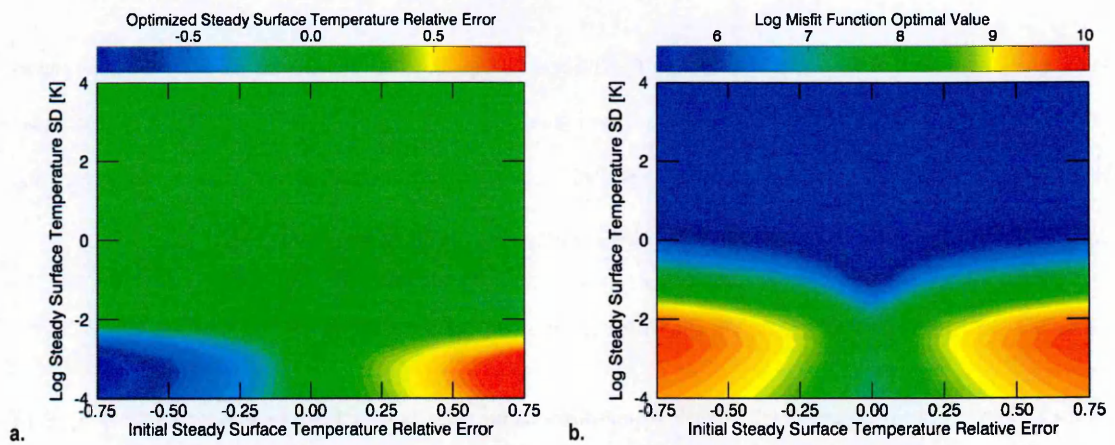 Optimized Steady Surface Temperature Relative Error
-0.5 0.0 0.5
Log Steady Surface Temperature SD [K]
4
2
0
-2
-4
-0.75 -0.50 -0.25 0.00 0.25 0.50 0.75
Initial Steady Surface Temperature Relative Error
a.
Log Misfit Function Optimal Value
6 7 8 9 10
Log Steady Surface Temperature SD [K]
4
2
0
-2
-4
-0.75 -0.50 -0.25 0.00 0.25 0.50 0.75
Initial Steady Surface Temperature Relative Error
b.